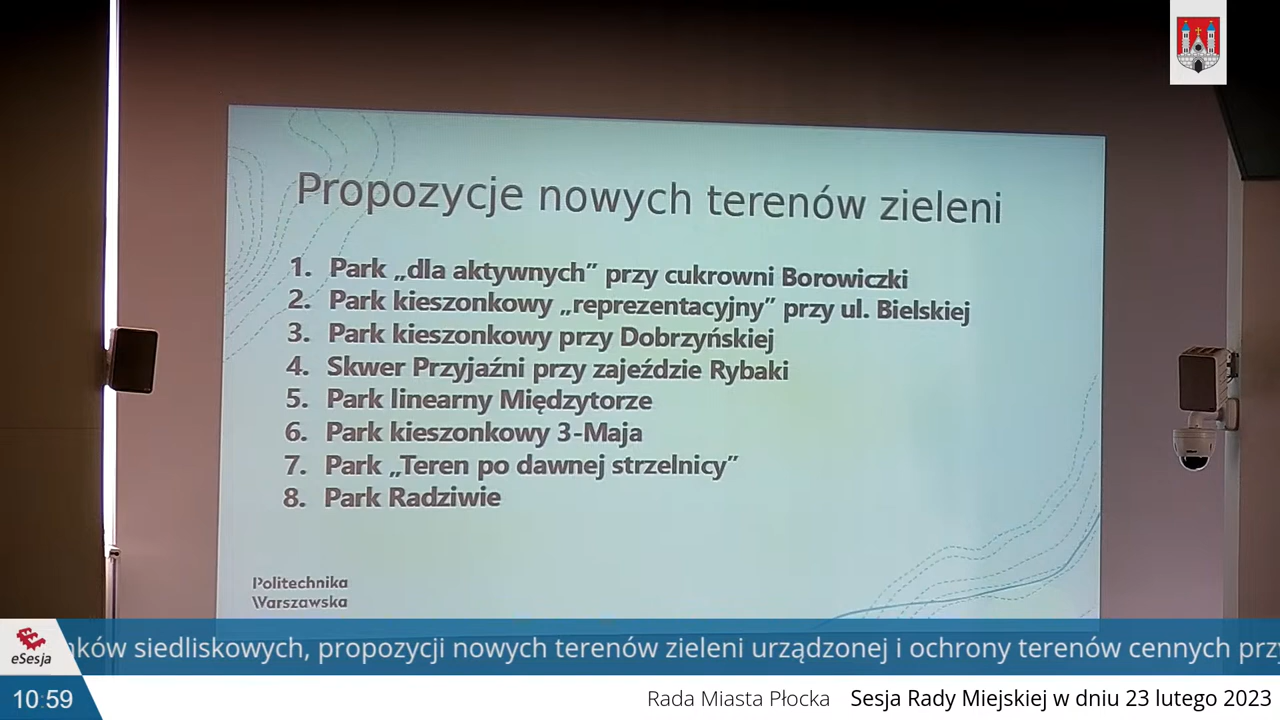 Propozycje nowych terenów zieleni
1. Park „dla aktywnych” przy cukrowni Borowiczki
2. Park kieszonkowy „reprezentacyjny” przy ul. Bielskiej
3. Park kieszonkowy przy Dobrzyńskiej
4. Skwer Przyjaźni przy zajeździe Rybaki
5. Park linearny Międzytorze
6. Park kieszonkowy 3-Maja
7. Park „Teren po dawnej strzelnicy”
8. Park Radziwie
Politechnika
Warszawska
siedliskowych, propozycji nowych terenów zieleni urządzonej i ochrony terenów cennych
eSesja
10:59
Rada Miasta Płocka Sesja Rady Miejskiej w dniu 23 lutego 2023